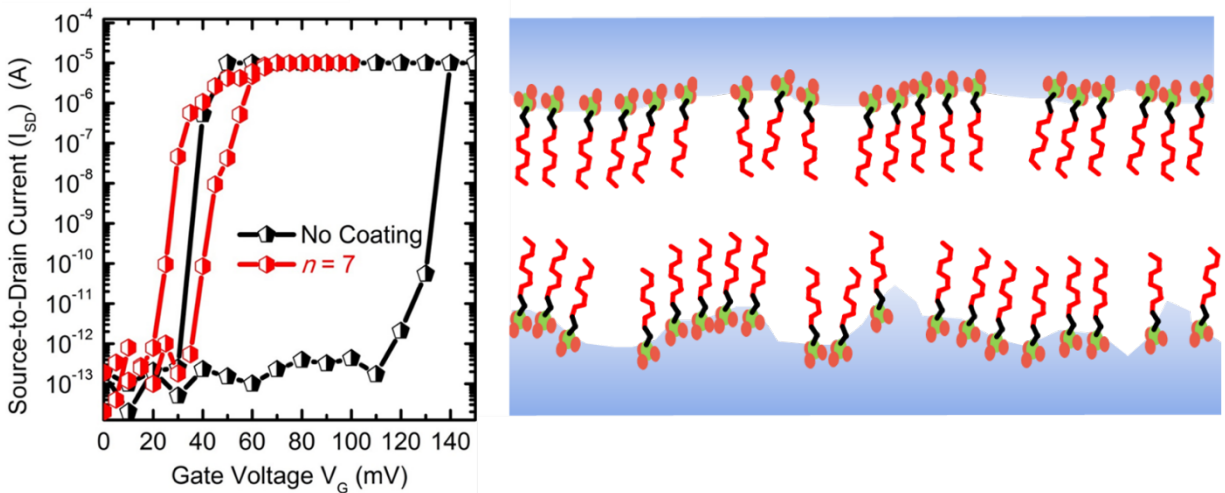 Source-to-Drain Current (I_SD) (A)
10⁻⁴
10⁻⁵
10⁻⁶
10⁻⁷
10⁻⁸
10⁻⁹
10⁻¹⁰
10⁻¹¹
10⁻¹²
10⁻¹³
No Coating
n = 7
0 20 40 60 80 100 120 140
Gate Voltage V_G (mV)